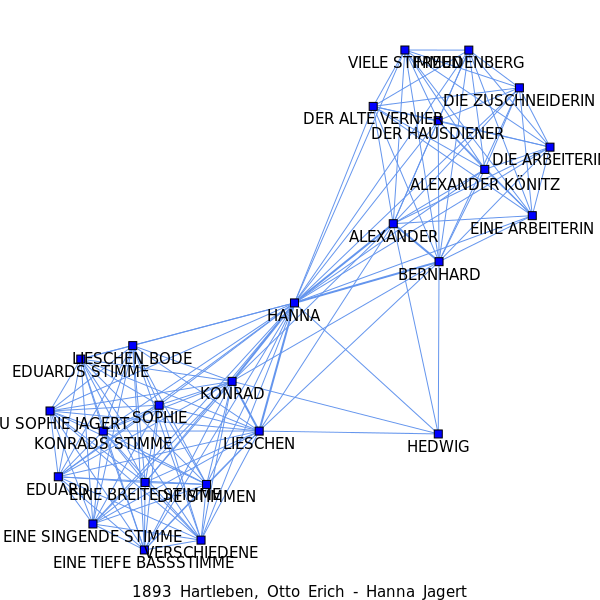 VIELE STIMMEN
FREUDENBERG
DIE ZUSCHNEIDERIN
DER ALTE VERNIER
DER HAUSDIENER
DIE ARBEITERI
ALEXANDER KÖNITZ
EINE ARBEITERIN
ALEXANDER
BERNHARD
HANNA
LIESCHEN BODE
EDUARDS STIMME
KONRAD
U SOPHIE JAGERT
SOPHIE
KONRADS STIMME
LIESCHEN
HEDWIG
EDUARD
EINE BREITE STIMME
DIE STIMMEN
EINE SINGENDE STIMME
VERSCHIEDENE
EINE TIEFE BASSSTIMME
1893 Hartleben, Otto Erich - Hanna Jagert